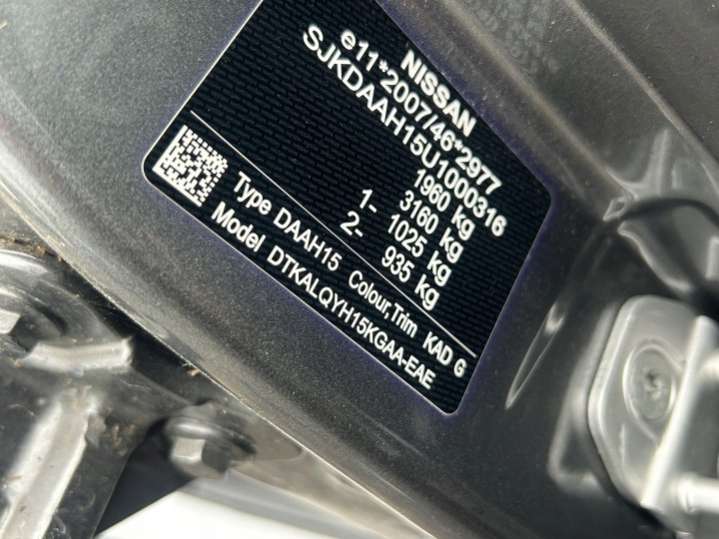 NISSAN
e11*2007/46*2977
SJKDAAH15U1000316
1960 kg
3160 kg
1- 1025 kg
2- 935 kg
Type DAAH15 Colour,Trim KAD G
Model DTKALQYH15KGAA-EAE